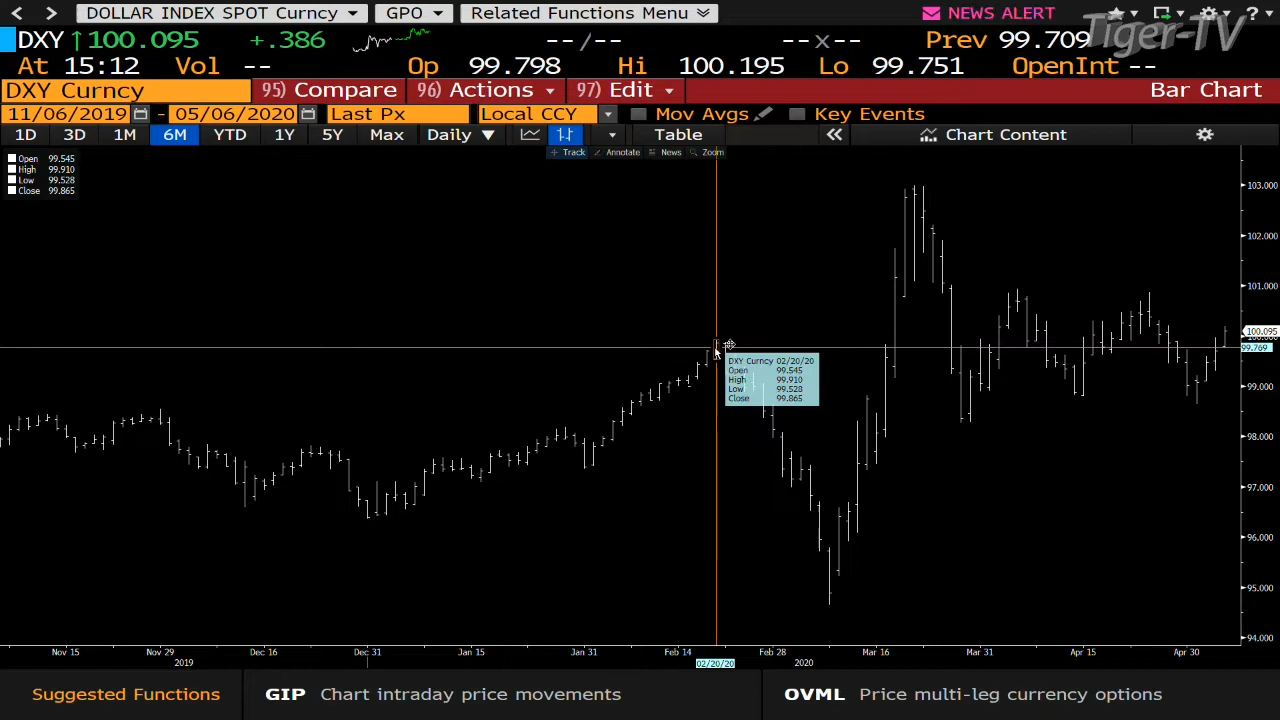 DOLLAR INDEX SPOT Curncy GPO Related Functions Menu NEWS ALERT ?
Tiger-TV
DXY ↑100.095 +.386 --/-- --x-- Prev 99.709
At 15:12 Vol -- Op 99.798 Hi 100.195 Lo 99.751 OpenInt --
DXY Curncy 95) Compare 96) Actions 97) Edit Bar Chart
11/06/2019 - 05/06/2020 Last Px Local CCY Mov Avgs Key Events
1D 3D 1M 6M YTD 1Y 5Y Max Daily ▼ Table Chart Content
Track Annotate News Zoom
Open 99.545
High 99.910
Low 99.528
Close 99.865
103.000
102.000
101.000
100.095
100.000
99.769
99.000
98.000
97.000
96.000
95.000
94.000
DXY Curncy 02/20/20
Open 99.545
High 99.910
Low 99.528
Close 99.865
Nov 15 Nov 29 Dec 16 Dec 31 Jan 15 Jan 31 Feb 14 Feb 28 Mar 16 Mar 31 Apr 15 Apr 30
2019 02/20/20 2020
Suggested Functions GIP Chart intraday price movements OVML Price multi-leg currency options